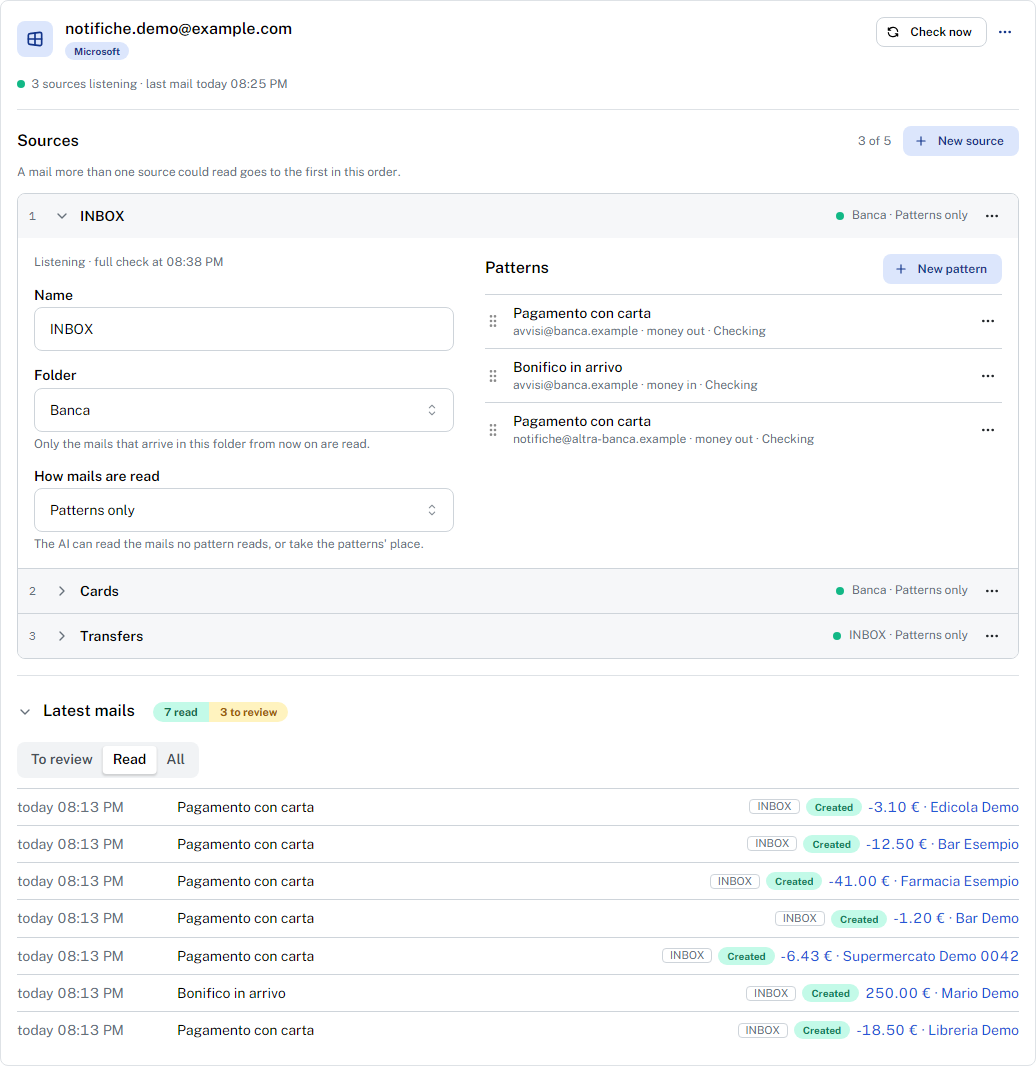 notifiche.demo@example.com
Microsoft
Check now
3 sources listening · last mail today 08:25 PM
Sources
3 of 5
New source
A mail more than one source could read goes to the first in this order.
1 INBOX
Banca · Patterns only
Listening · full check at 08:38 PM
Name
INBOX
Folder
Banca
Only the mails that arrive in this folder from now on are read.
How mails are read
Patterns only
The AI can read the mails no pattern reads, or take the patterns' place.
Patterns
New pattern
Pagamento con carta
avvisi@banca.example · money out · Checking
Bonifico in arrivo
avvisi@banca.example · money in · Checking
Pagamento con carta
notifiche@altra-banca.example · money out · Checking
2 Cards Banca · Patterns only
3 Transfers INBOX · Patterns only
Latest mails 7 read 3 to review
To review Read All
today 08:13 PM Pagamento con carta INBOX Created -3.10 € · Edicola Demo
today 08:13 PM Pagamento con carta INBOX Created -12.50 € · Bar Esempio
today 08:13 PM Pagamento con carta INBOX Created -41.00 € · Farmacia Esempio
today 08:13 PM Pagamento con carta INBOX Created -1.20 € · Bar Demo
today 08:13 PM Pagamento con carta INBOX Created -6.43 € · Supermercato Demo 0042
today 08:13 PM Bonifico in arrivo INBOX Created 250.00 € · Mario Demo
today 08:13 PM Pagamento con carta INBOX Created -18.50 € · Libreria Demo